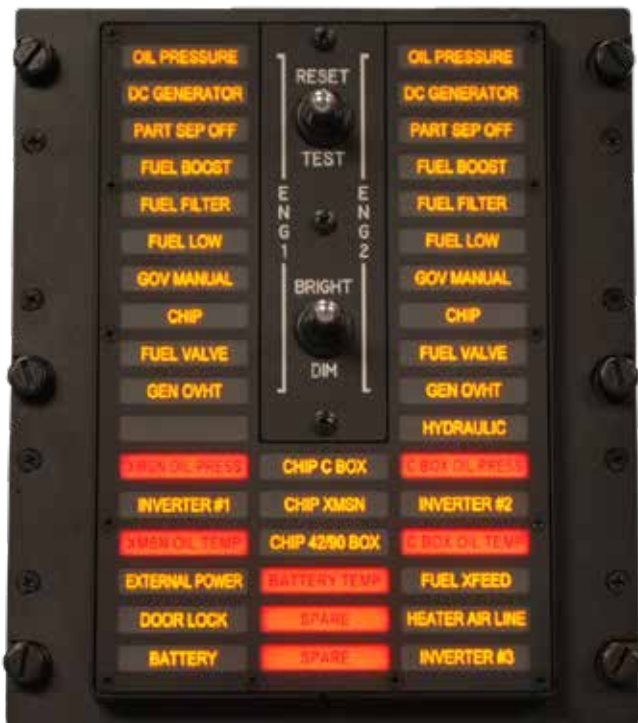 OIL PRESSURE OIL PRESSURE
RESET
DC GENERATOR DC GENERATOR
PART SEP OFF PART SEP OFF
TEST
FUEL BOOST FUEL BOOST
ENG1 ENG2
FUEL FILTER FUEL FILTER
FUEL LOW FUEL LOW
GOV MANUAL BRIGHT GOV MANUAL
CHIP CHIP
FUEL VALVE FUEL VALVE
DIM
GEN OVHT GEN OVHT
HYDRAULIC
XMSN OIL PRESS CHIP C BOX C BOX OIL PRESS
INVERTER #1 CHIP XMSN INVERTER #2
XMSN OIL TEMP CHIP 42/90 BOX C BOX OIL TEMP
EXTERNAL POWER BATTERY TEMP FUEL XFEED
DOOR LOCK SPARE HEATER AIR LINE
BATTERY SPARE INVERTER #3